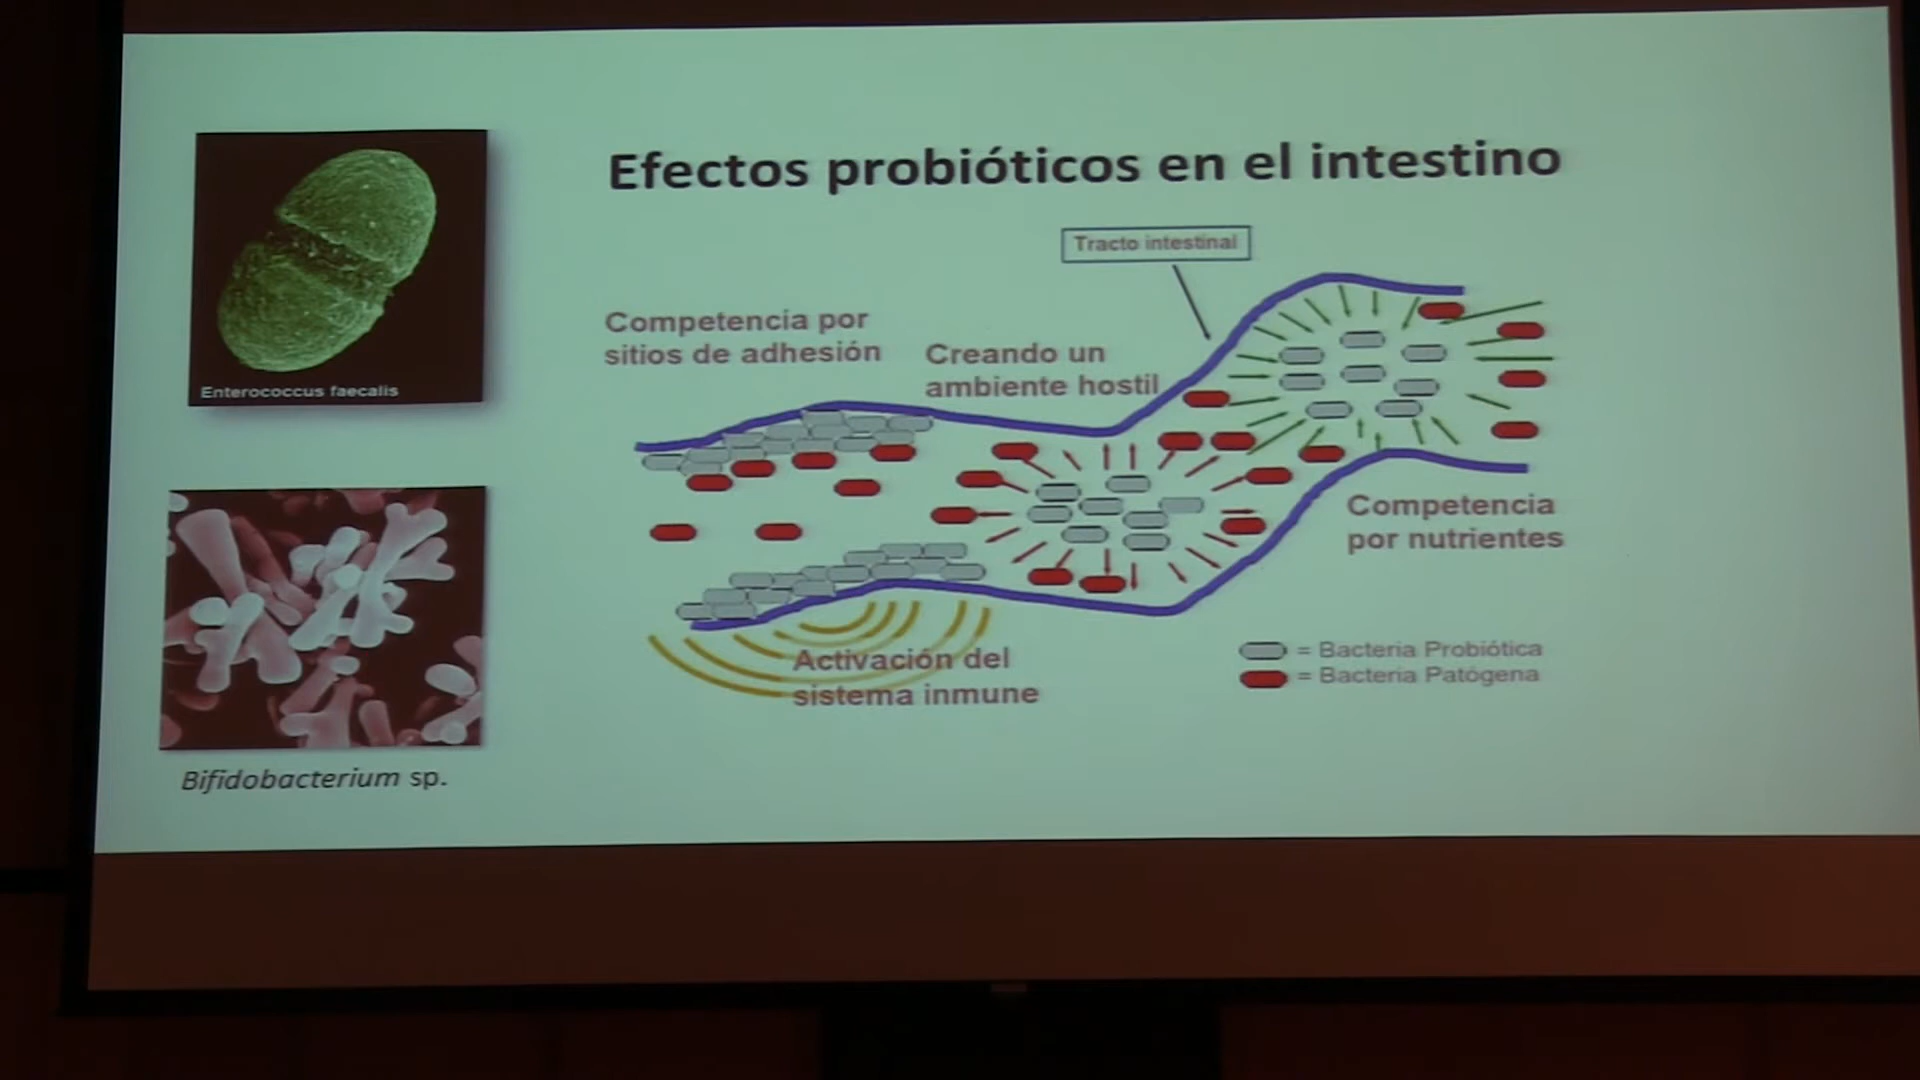 Efectos probióticos en el intestino
Enterococcus faecalis
Bifidobacterium sp.
Tracto intestinal
Competencia por
sitios de adhesión
Creando un
ambiente hostil
Competencia
por nutrientes
Activación del
sistema inmune
= Bacteria Probiótica
= Bacteria Patógena